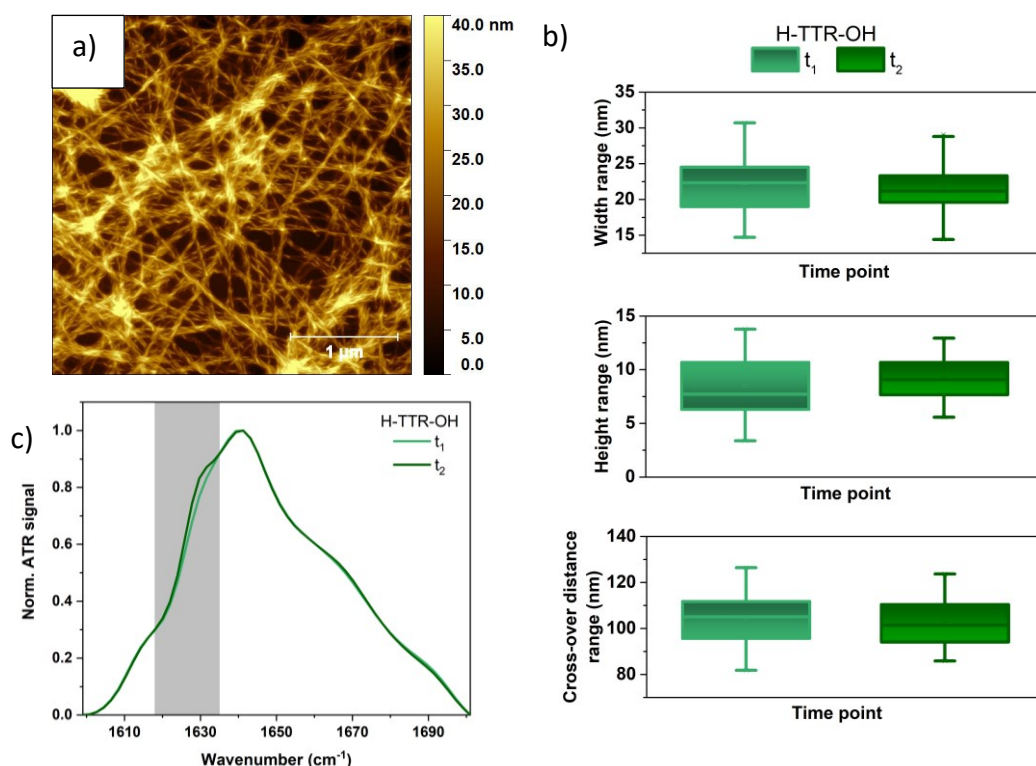 a)
40.0 nm
35.0
30.0
25.0
20.0
15.0
10.0
5.0
0.0
1 µm
b)
H-TTR-OH
t₁ t₂
Width range (nm)
35
30
25
20
15
Time point
Height range (nm)
15
10
5
0
Time point
Cross-over distance
range (nm)
140
120
100
80
Time point
c)
H-TTR-OH
t₁
t₂
Norm. ATR signal
1.0
0.8
0.6
0.4
0.2
0.0
1610 1630 1650 1670 1690
Wavenumber (cm⁻¹)